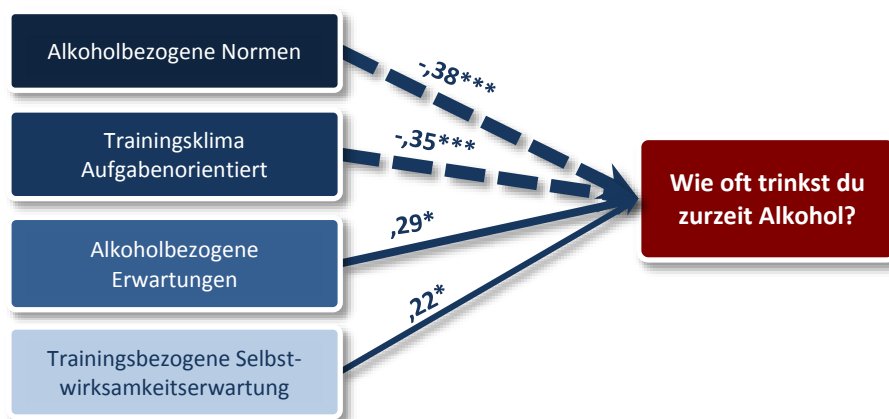 Alkoholbezogene Normen
-,38***
Trainingsklima
Aufgabenorientiert
-,35***
Wie oft trinkst du
zurzeit Alkohol?
Alkoholbezogene
Erwartungen
,29*
Trainingsbezogene Selbst-
wirksamkeitserwartung
,22*